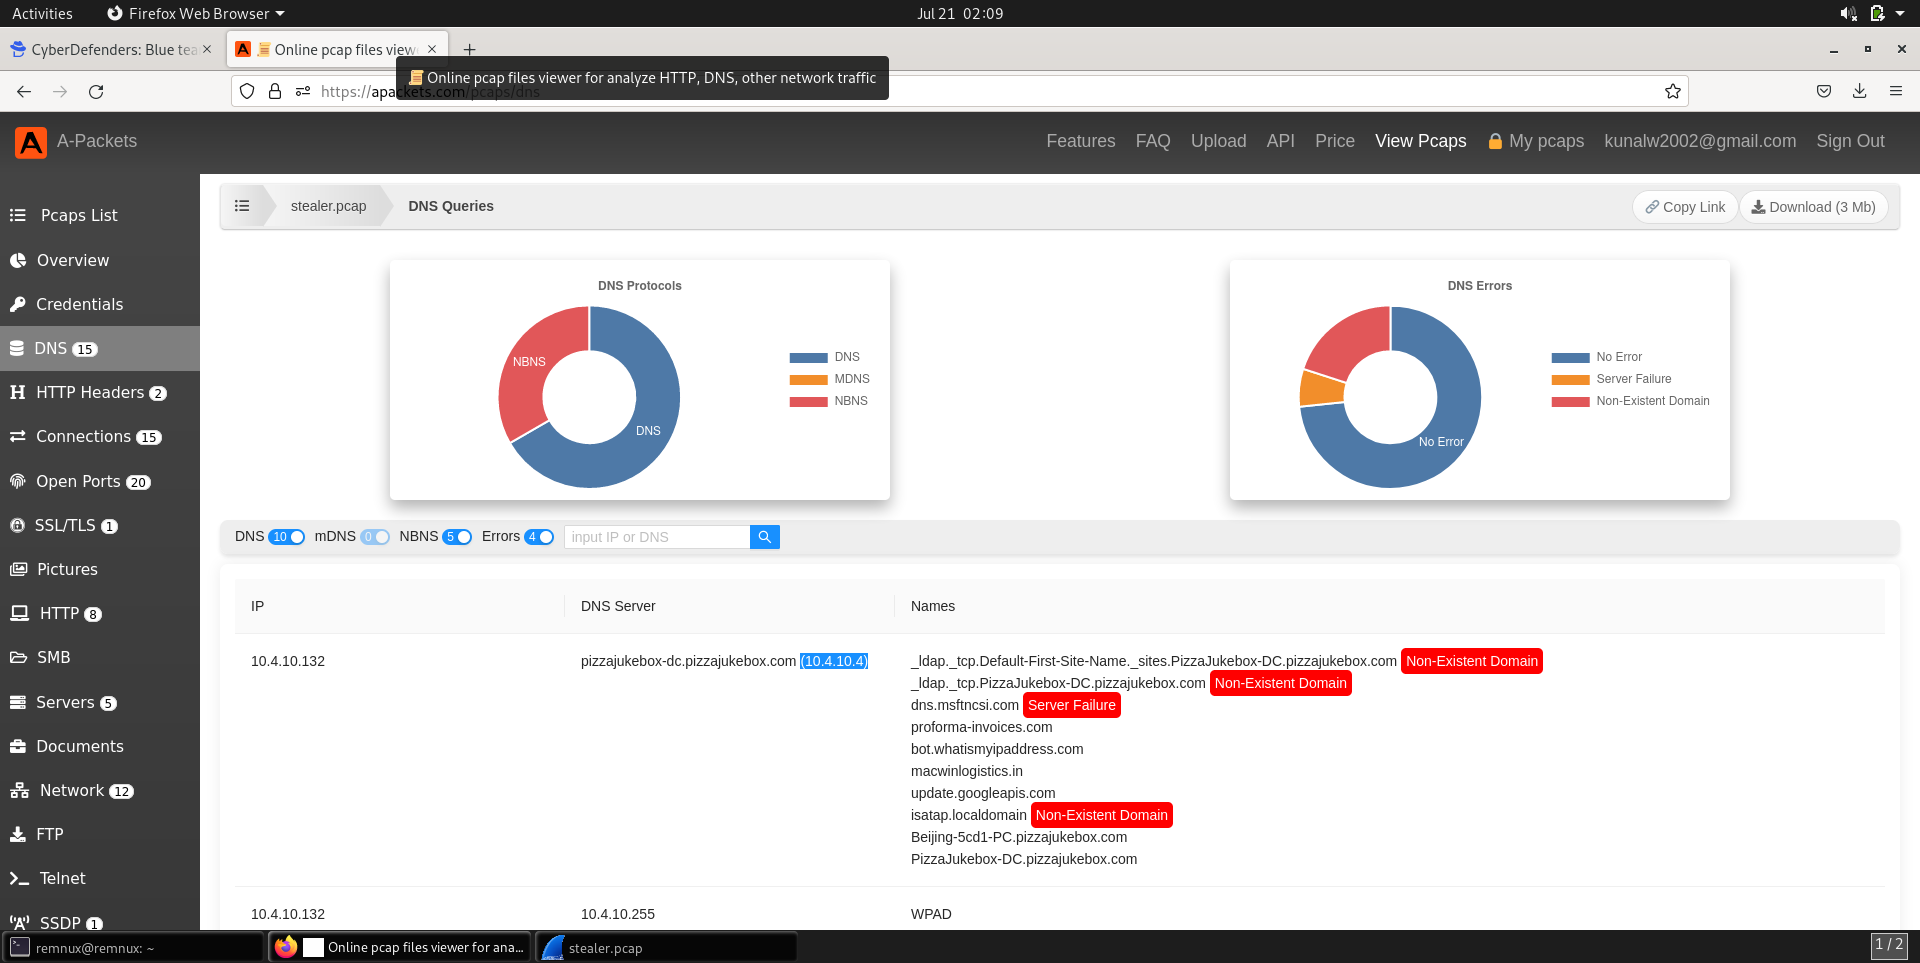 Activities Firefox Web Browser Jul 21 02:09
CyberDefenders: Blue tea Online pcap files view
Online pcap files viewer for analyze HTTP, DNS, other network traffic
https://apackets.com/pcaps/dns
A-Packets Features FAQ Upload API Price View Pcaps My pcaps kunalw2002@gmail.com Sign Out
Pcaps List
Overview
Credentials
DNS 15
HTTP Headers 2
Connections 15
Open Ports 20
SSL/TLS 1
Pictures
HTTP 8
SMB
Servers 5
Documents
Network 12
FTP
Telnet
SSDP 1
stealer.pcap DNS Queries Copy Link Download (3 Mb)
DNS Protocols
NBNS
DNS
DNS
MDNS
NBNS
DNS Errors
No Error
No Error
Server Failure
Non-Existent Domain
DNS 10 mDNS 0 NBNS 5 Errors 4 input IP or DNS
IP DNS Server Names
10.4.10.132 pizzajukebox-dc.pizzajukebox.com (10.4.10.4) _ldap._tcp.Default-First-Site-Name._sites.PizzaJukebox-DC.pizzajukebox.com Non-Existent Domain
_ldap._tcp.PizzaJukebox-DC.pizzajukebox.com Non-Existent Domain
dns.msftncsi.com Server Failure
proforma-invoices.com
bot.whatismyipaddress.com
macwinlogistics.in
update.googleapis.com
isatap.localdomain Non-Existent Domain
Beijing-5cd1-PC.pizzajukebox.com
PizzaJukebox-DC.pizzajukebox.com
10.4.10.132 10.4.10.255 WPAD
remnux@remnux: ~ Online pcap files viewer for ana... stealer.pcap 1 / 2